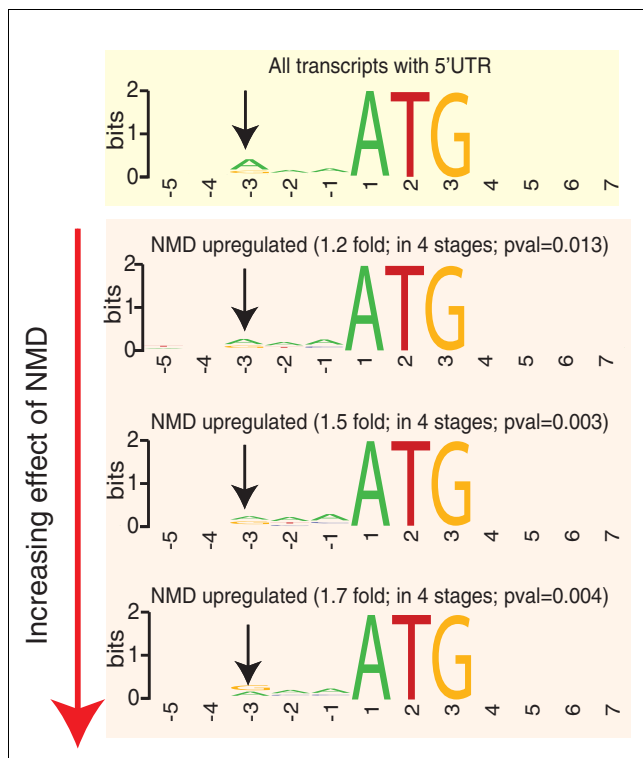 All transcripts with 5'UTR
bits
2
1
0
A
ATG
-5 -4 -3 -2 -1 1 2 3 4 5 6 7
Increasing effect of NMD
NMD upregulated (1.2 fold; in 4 stages; pval=0.013)
bits
2
1
0
ATG
-5 -4 -3 -2 -1 1 2 3 4 5 6 7
NMD upregulated (1.5 fold; in 4 stages; pval=0.003)
bits
2
1
0
ATG
-5 -4 -3 -2 -1 1 2 3 4 5 6 7
NMD upregulated (1.7 fold; in 4 stages; pval=0.004)
bits
2
1
0
ATG
-5 -4 -3 -2 -1 1 2 3 4 5 6 7